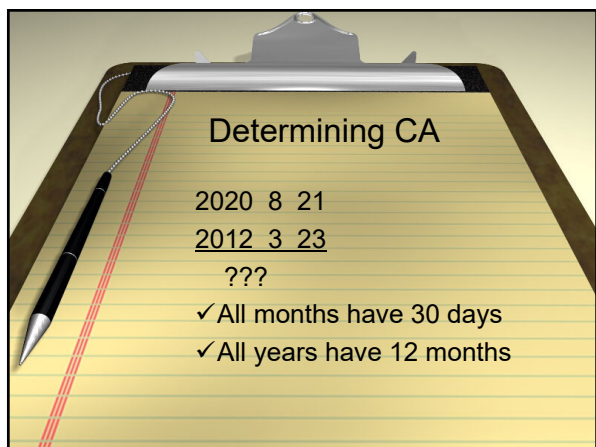 Determining CA
2020 8 21
2012 3 23
???
✓All months have 30 days
✓All years have 12 months